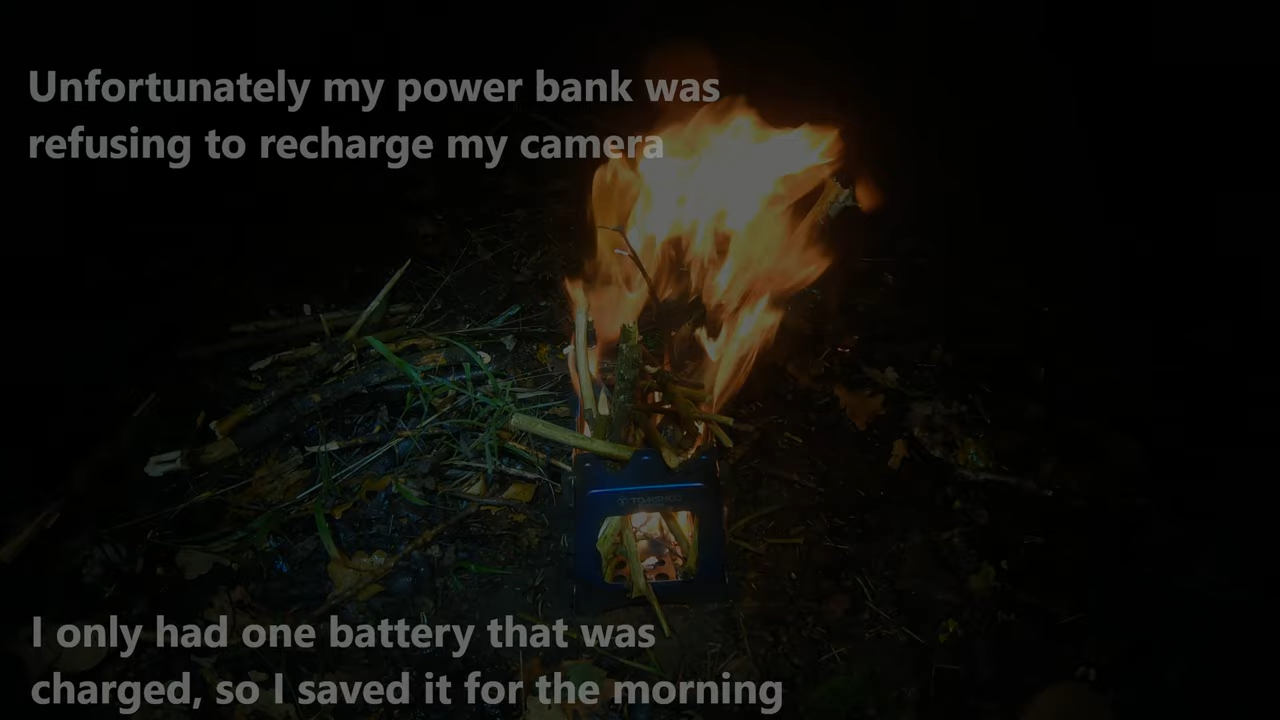 Unfortunately my power bank was
refusing to recharge my camera
I only had one battery that was
charged, so I saved it for the morning